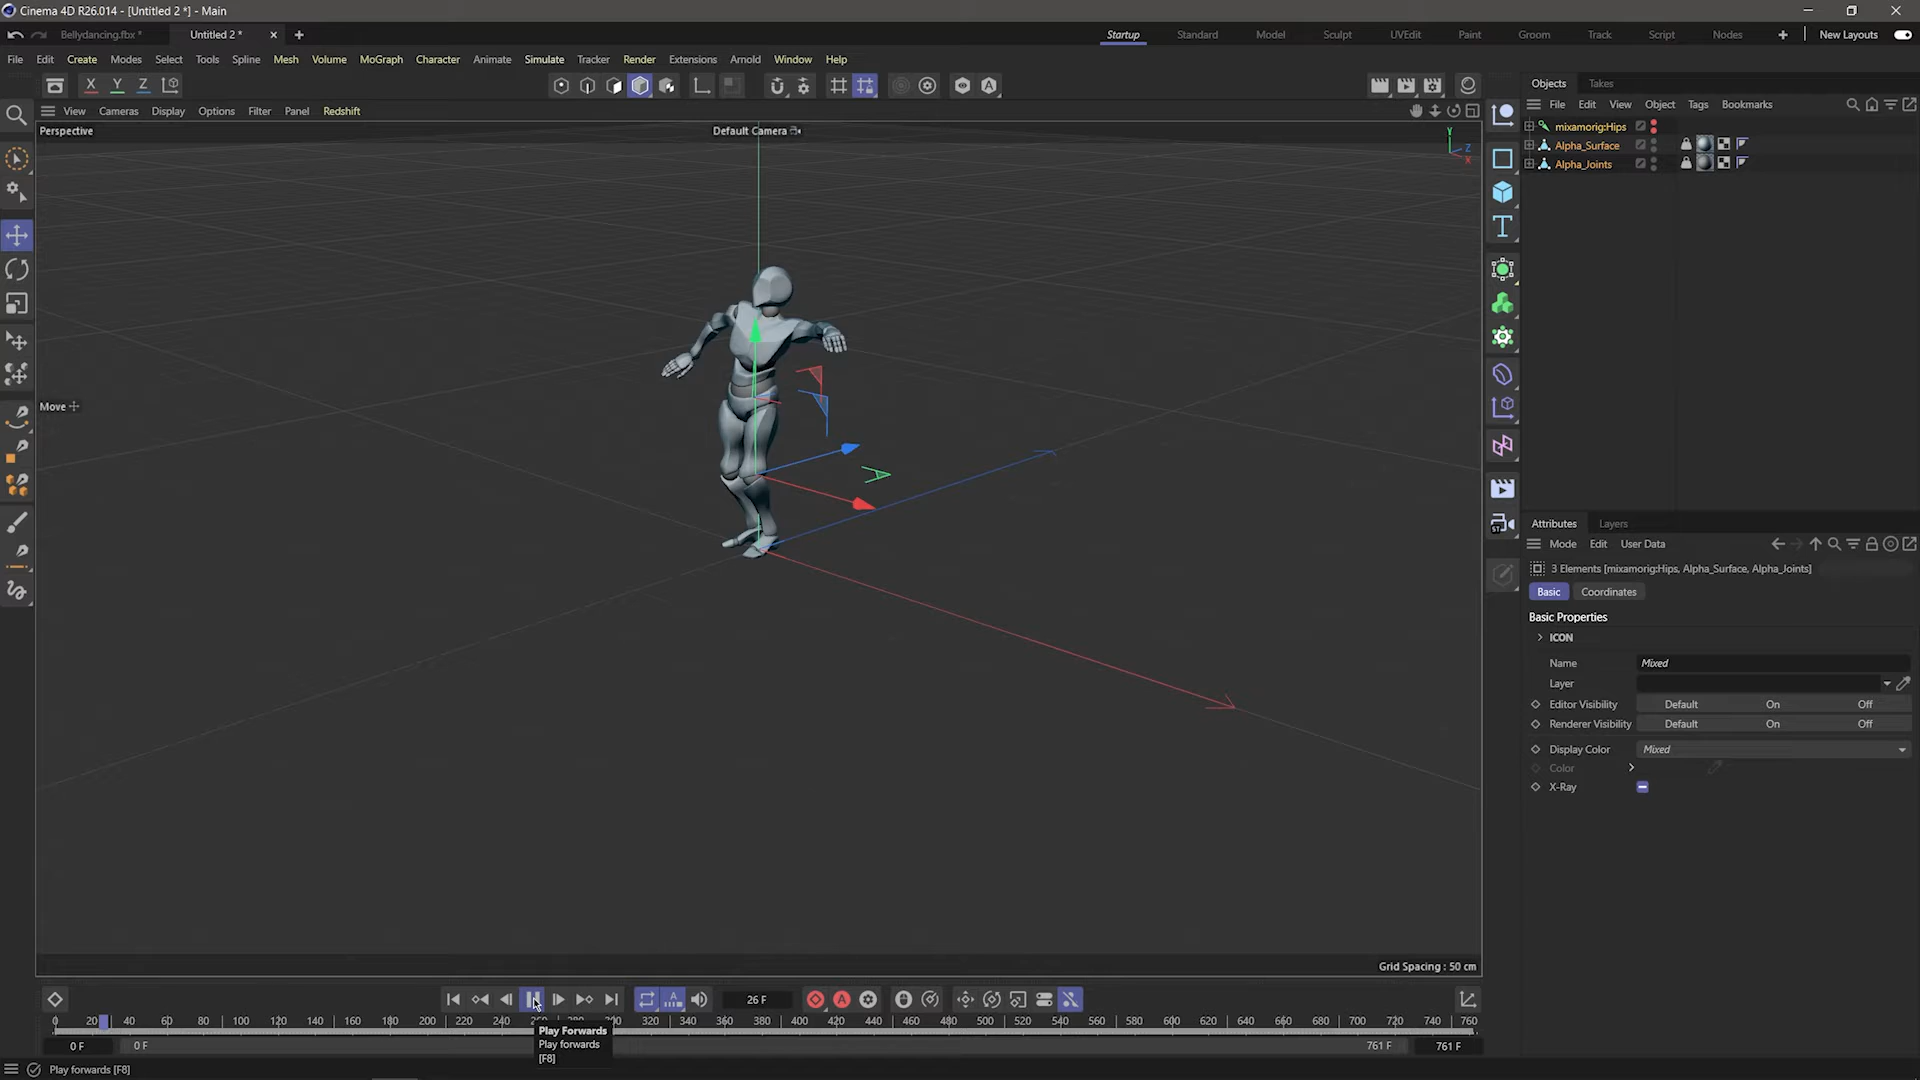 Cinema 4D R26.014 - [Untitled 2 *] - Main
Bellydancing.fbx *
Untitled 2 *
Startup
Standard
Model
Sculpt
UVEdit
Paint
Groom
Track
Script
Nodes
New Layouts
File
Edit
Create
Modes
Select
Tools
Spline
Mesh
Volume
MoGraph
Character
Animate
Simulate
Tracker
Render
Extensions
Arnold
Window
Help
X
Y
Z
Objects
Takes
View
Cameras
Display
Options
Filter
Panel
Redshift
File
Edit
View
Object
Tags
Bookmarks
Perspective
Default Camera
Y
Z
X
mixamorig:Hips
Alpha_Surface
Alpha_Joints
Move
Attributes
Layers
Mode
Edit
User Data
3 Elements [mixamorig:Hips, Alpha_Surface, Alpha_Joints]
Basic
Coordinates
Basic Properties
ICON
Name
Mixed
Layer
Editor Visibility
Default
On
Off
Renderer Visibility
Default
On
Off
Display Color
Mixed
Color
X-Ray
Grid Spacing : 50 cm
26 F
0 20 40 60 80 100 120 140 160 180 200 220 240 260 280 300 320 340 360 380 400 420 440 460 480 500 520 540 560 580 600 620 640 660 680 700 720 740 760
Play Forwards
Play forwards
[F8]
0 F
0 F
761 F
761 F
Play forwards [F8]